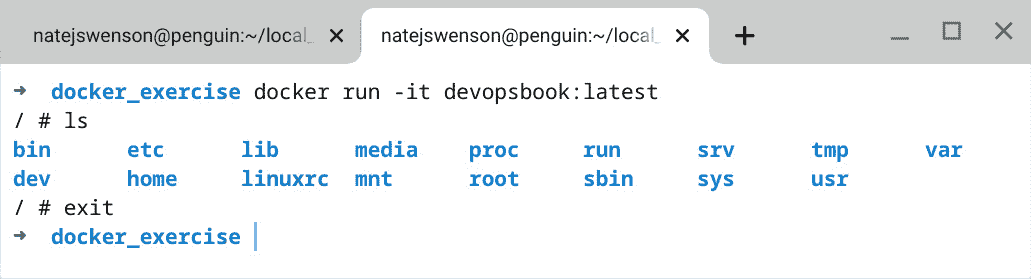 natejswenson@penguin:~/local_ natejswenson@penguin:~/local_
→ docker_exercise docker run -it devopsbook:latest
/ # ls
bin etc lib media proc run srv tmp var
dev home linuxrc mnt root sbin sys usr
/ # exit
→ docker_exercise